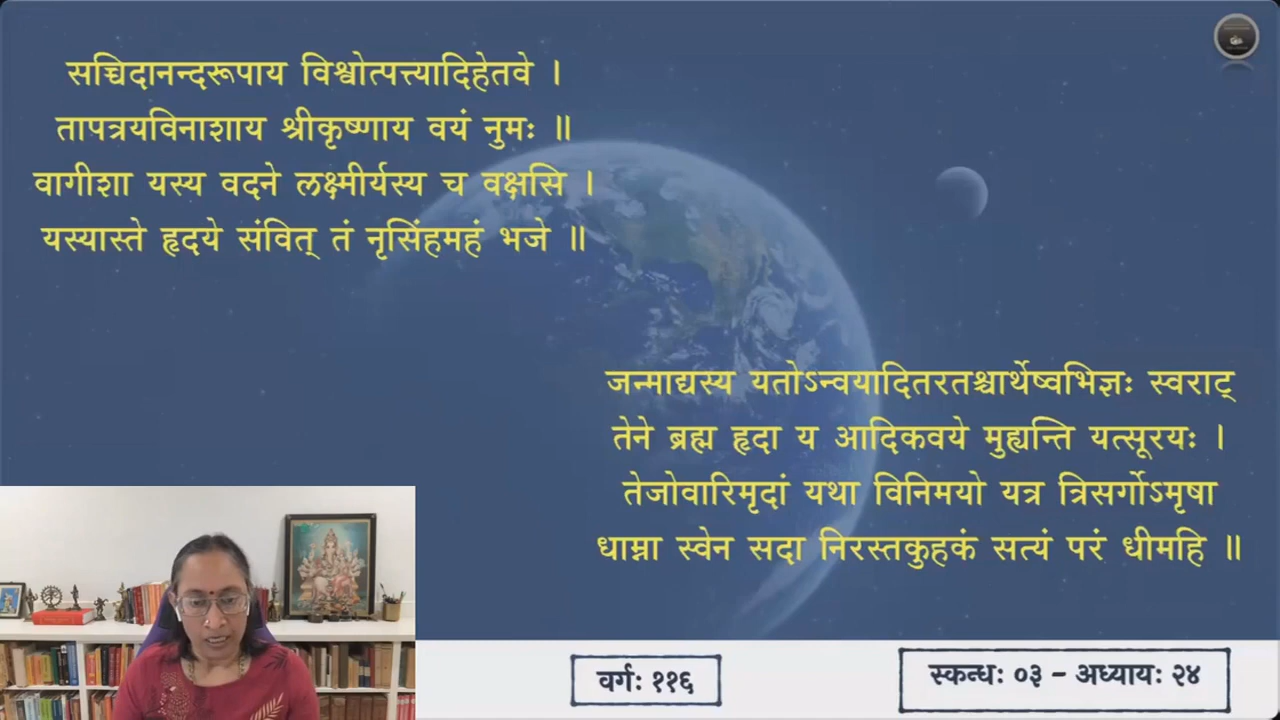 सच्चिदानन्दरूपाय विश्वोत्पत्त्यादिहेतवे ।
तापत्रयविनाशाय श्रीकृष्णाय वयं नुमः ॥
वागीशा यस्य वदने लक्ष्मीर्यस्य च वक्षसि ।
यस्यास्ते हृदये संवित् तं नृसिंहमहं भजे ॥
जन्माद्यस्य यतोऽन्वयादितरतश्चार्थेष्वभिज्ञः स्वराट्
तेने ब्रह्म हृदा य आदिकवये मुह्यन्ति यत्सूरयः ।
तेजोवारिमृदां यथा विनिमयो यत्र त्रिसर्गोऽमृषा
धाम्ना स्वेन सदा निरस्तकुहकं सत्यं परं धीमहि ॥
वर्गः ११६
स्कन्धः ०३ - अध्यायः २४